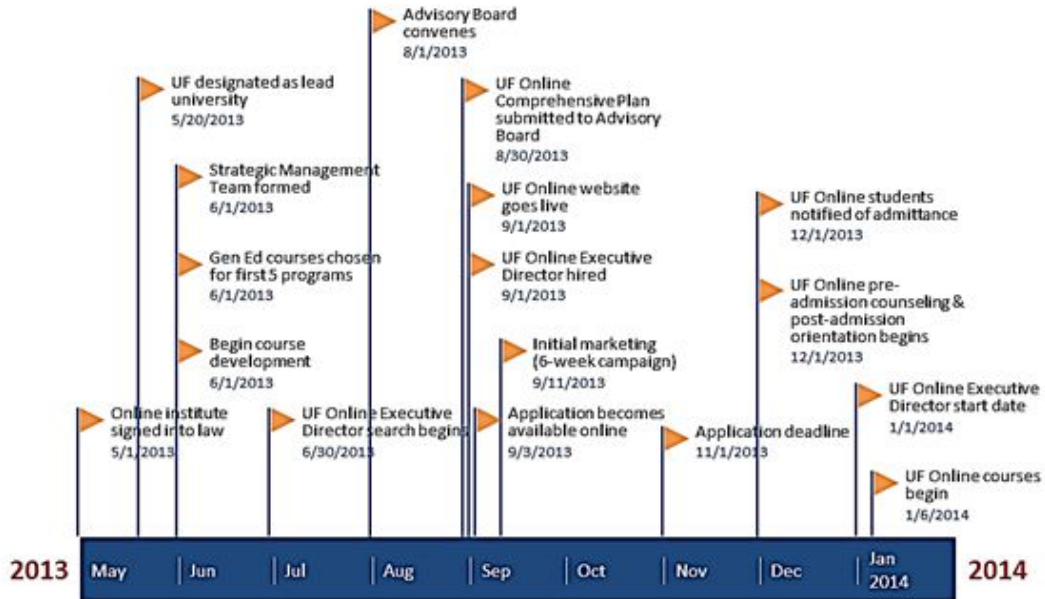 Advisory Board
convenes
8/1/2013
UF designated as lead
university
5/20/2013
UF Online
Comprehensive Plan
submitted to Advisory
Board
8/30/2013
Strategic Management
Team formed
6/1/2013
UF Online website
goes live
9/1/2013
UF Online students
notified of admittance
12/1/2013
Gen Ed courses chosen
for first 5 programs
6/1/2013
UF Online Executive
Director hired
9/1/2013
UF Online pre-
admission counseling &
post-admission
orientation begins
12/1/2013
Begin course
development
6/1/2013
Initial marketing
(6-week campaign)
9/11/2013
UF Online Executive
Director start date
1/1/2014
Online institute
signed into law
5/1/2013
UF Online Executive
Director search begins
6/30/2013
Application becomes
available online
9/3/2013
Application deadline
11/1/2013
UF Online courses
begin
1/6/2014
2013 May Jun Jul Aug Sep Oct Nov Dec Jan
2014 2014